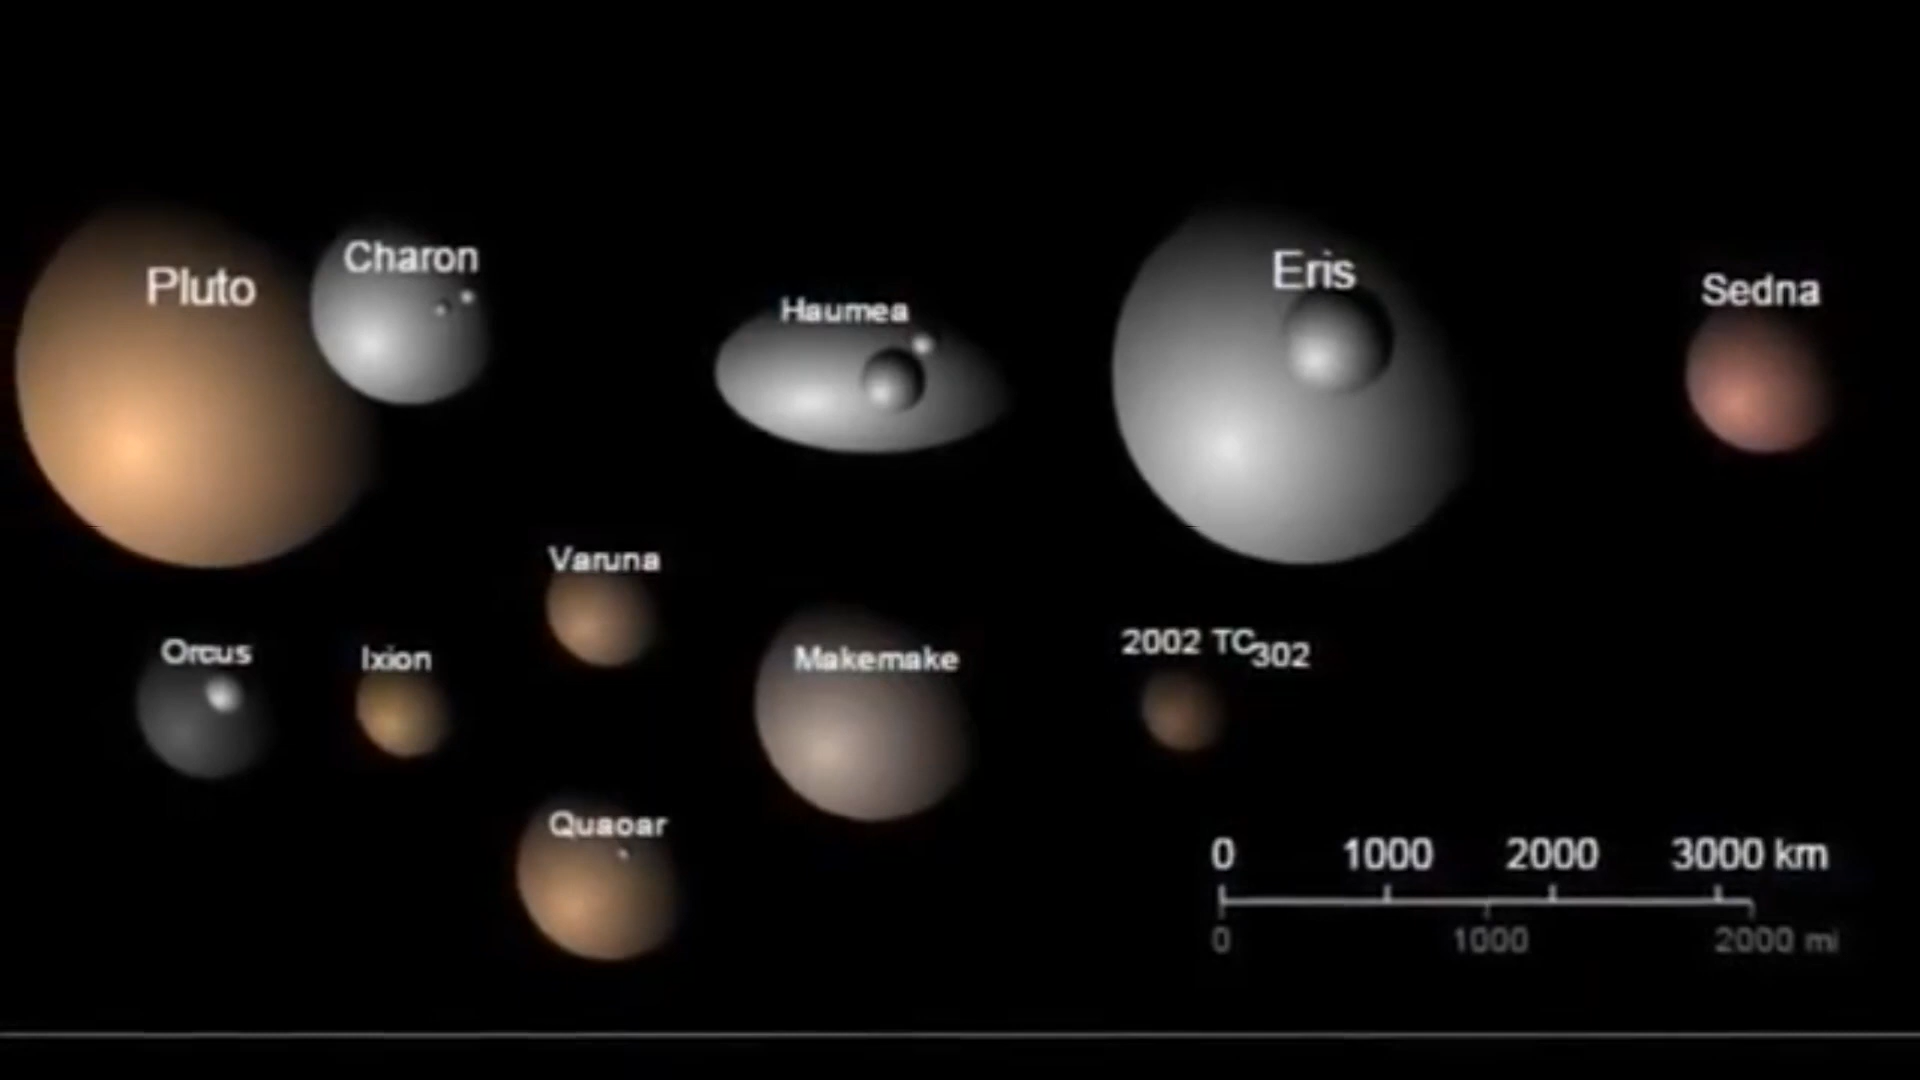 Pluto
Charon
Haumea
Eris
Sedna
Varuna
Orcus
Ixion
Makemake
2002 TC302
Quaoar
0 1000 2000 3000 km
0 1000 2000 mi